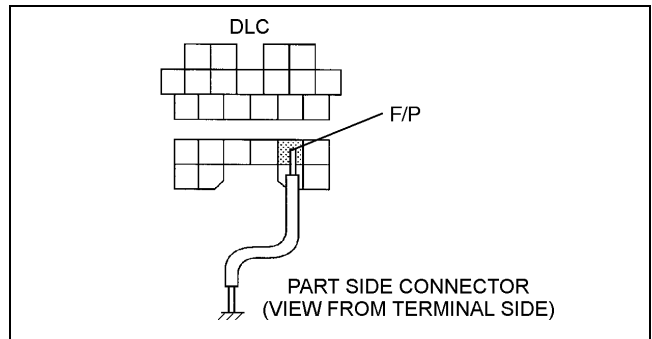 DLC
F/P
PART SIDE CONNECTOR
(VIEW FROM TERMINAL SIDE)